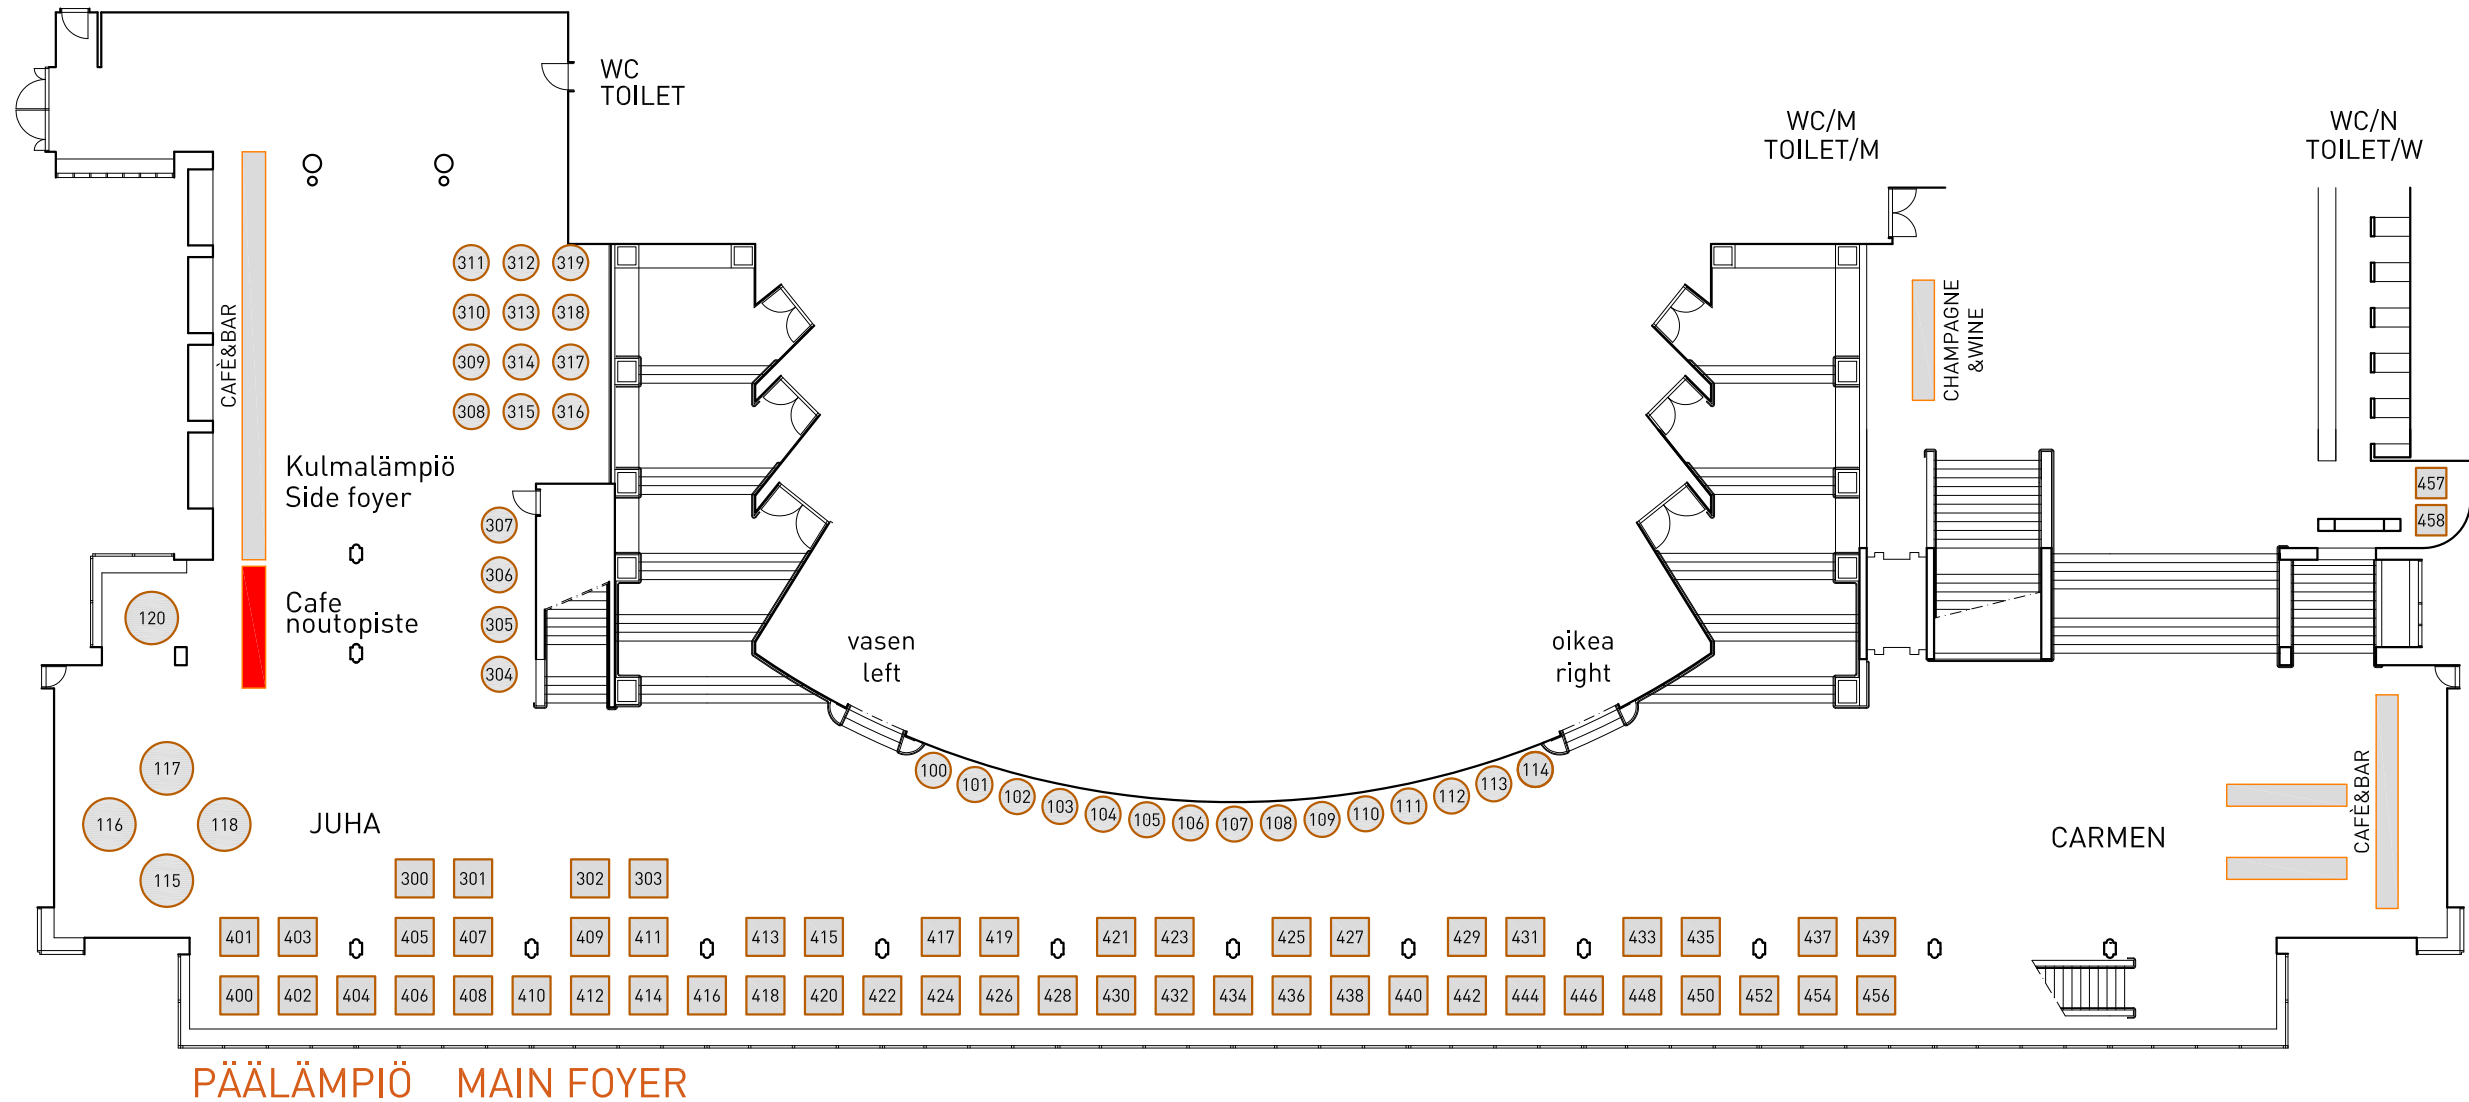 WC
TOILET
WC/M
TOILET/M
WC/N
TOILET/W
311 312 319
310 313 318
309 314 317
308 315 316
CAFÈ&BAR
CHAMPAGNE
&WINE
Kulmalämpiö
Side foyer
457
458
307
306
305
304
120
Cafe
noutopiste
vasen
left
oikea
right
117
116 118
115
JUHA
100 101 102 103 104 105 106 107 108 109 110 111 112 113 114
CARMEN
CAFÈ&BAR
300 301 302 303
401 403 405 407 409 411 413 415 417 419 421 423 425 427 429 431 433 435 437 439
400 402 404 406 408 410 412 414 416 418 420 422 424 426 428 430 432 434 436 438 440 442 444 446 448 450 452 454 456
PÄÄLÄMPIÖ MAIN FOYER